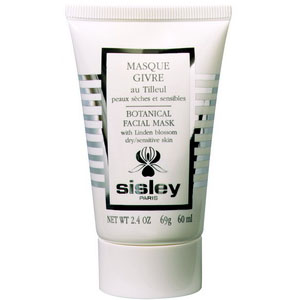 MASQUE
GIVRE
au Tilleul
peaux sèches et sensibles
BOTANICAL
FACIAL MASK
with Linden blossom
dry/sensitive skin
sisley
PARIS
NET WT 2.4 OZ 69g 60 ml